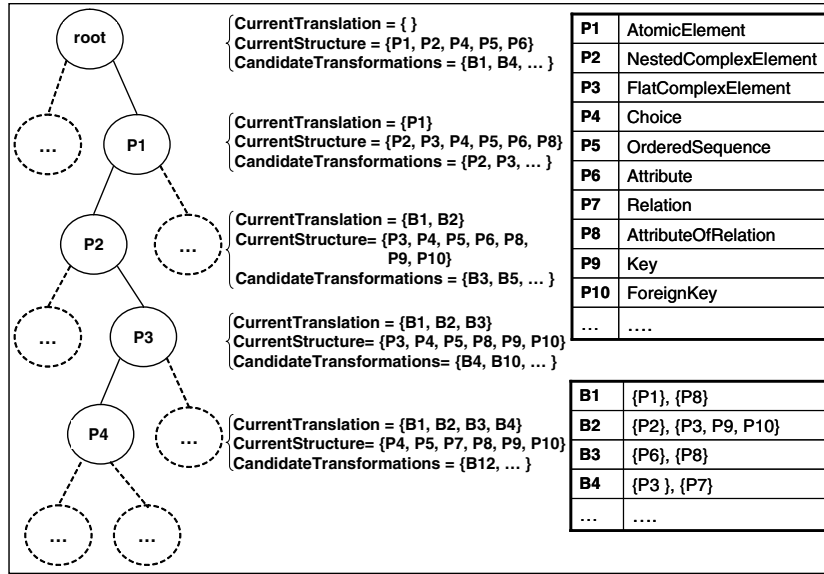 root
CurrentTranslation = { }
CurrentStructure = {P1, P2, P4, P5, P6}
CandidateTransformations = {B1, B4, … }
…
P1
CurrentTranslation = {P1}
CurrentStructure = {P2, P3, P4, P5, P6, P8}
CandidateTransformations = {P2, P3, … }
P2
…
CurrentTranslation = {B1, B2}
CurrentStructure= {P3, P4, P5, P6, P8,
P9, P10}
CandidateTransformations = {B3, B5, … }
…
P3
CurrentTranslation = {B1, B2, B3}
CurrentStructure= {P3, P4, P5, P8, P9, P10}
CandidateTransformations= {B4, B10, … }
P4
…
CurrentTranslation = {B1, B2, B3, B4}
CurrentStructure= {P4, P5, P7, P8, P9, P10}
CandidateTransformations = {B12, … }
…
…
P1 AtomicElement
P2 NestedComplexElement
P3 FlatComplexElement
P4 Choice
P5 OrderedSequence
P6 Attribute
P7 Relation
P8 AttributeOfRelation
P9 Key
P10 ForeignKey
… ….
B1 {P1}, {P8}
B2 {P2}, {P3, P9, P10}
B3 {P6}, {P8}
B4 {P3 }, {P7}
… ….